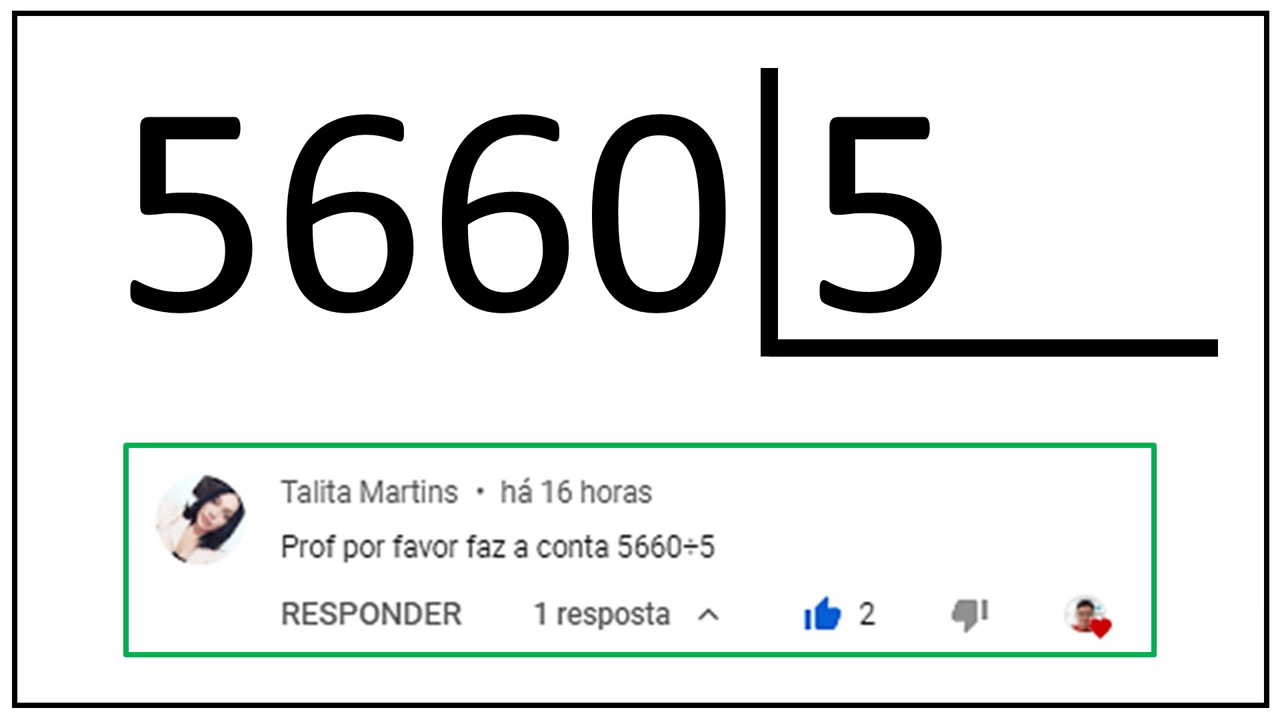 5660 5
Talita Martins • há 16 horas
Prof por favor faz a conta 5660÷5
RESPONDER 1 resposta 2